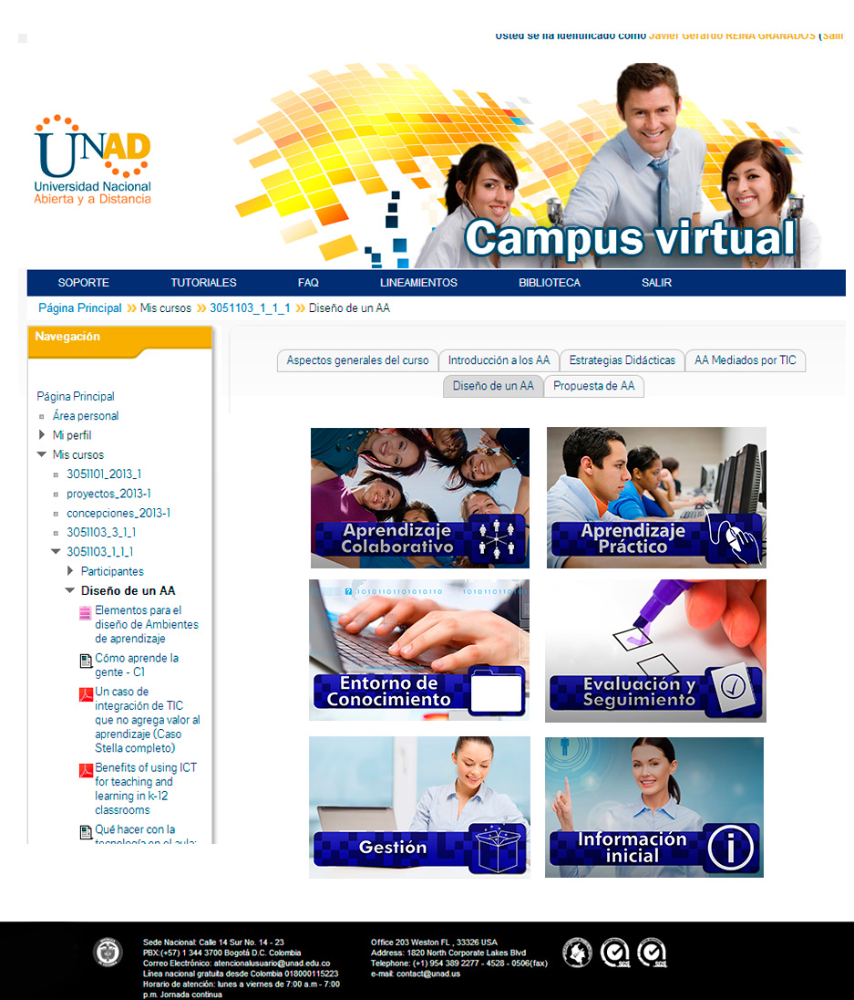 Usted se ha identificado como Javier Gerardo REINA GRANADOS (Salir
UNAD
Universidad Nacional
Abierta y a Distancia
Campus virtual
SOPORTE TUTORIALES FAQ LINEAMIENTOS BIBLIOTECA SALIR
Página Principal » Mis cursos » 3051103_1_1_1 » Diseño de un AA
Navegación
Página Principal
Área personal
Mi perfil
Mis cursos
3051101_2013_1
proyectos_2013-1
concepciones_2013-1
3051103_3_1_1
3051103_1_1_1
Participantes
Diseño de un AA
Elementos para el
diseño de Ambientes
de aprendizaje
Cómo aprende la
gente - C1
Un caso de
integración de TIC
que no agrega valor al
aprendizaje (Caso
Stella completo)
Benefits of using ICT
for teaching and
learning in k-12
classrooms
Qué hacer con la
tecnología en el aula:
Aspectos generales del curso Introducción a los AA Estrategias Didácticas AA Mediados por TIC
Diseño de un AA Propuesta de AA
Aprendizaje
Colaborativo
Aprendizaje
Práctico
Entorno de
Conocimiento
Evaluación y
Seguimiento
Gestión
Información
inicial
Sede Nacional: Calle 14 Sur No. 14 - 23
PBX:(+57) 1 344 3700 Bogotá D.C. Colombia
Correo Electrónico: atencionalusuario@unad.edu.co
Línea nacional gratuita desde Colombia 018000115223
Horario de atención: lunes a viernes de 7:00 a.m - 7:00
p.m. Jornada continua
Office 203 Weston FL , 33326 USA
Address: 1820 North Corporate Lakes Blvd
Telephone: (+1) 954 389 2277 - 4528 - 0506(fax)
e-mail: contact@unad.us
SGS
SGS